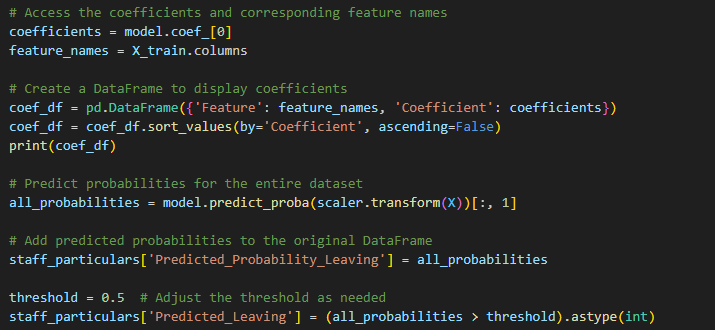 # Access the coefficients and corresponding feature names
coefficients = model.coef_[0]
feature_names = X_train.columns
# Create a DataFrame to display coefficients
coef_df = pd.DataFrame({'Feature': feature_names, 'Coefficient': coefficients})
coef_df = coef_df.sort_values(by='Coefficient', ascending=False)
print(coef_df)
# Predict probabilities for the entire dataset
all_probabilities = model.predict_proba(scaler.transform(X))[:, 1]
# Add predicted probabilities to the original DataFrame
staff_particulars['Predicted_Probability_Leaving'] = all_probabilities
threshold = 0.5  # Adjust the threshold as needed
staff_particulars['Predicted_Leaving'] = (all_probabilities > threshold).astype(int)